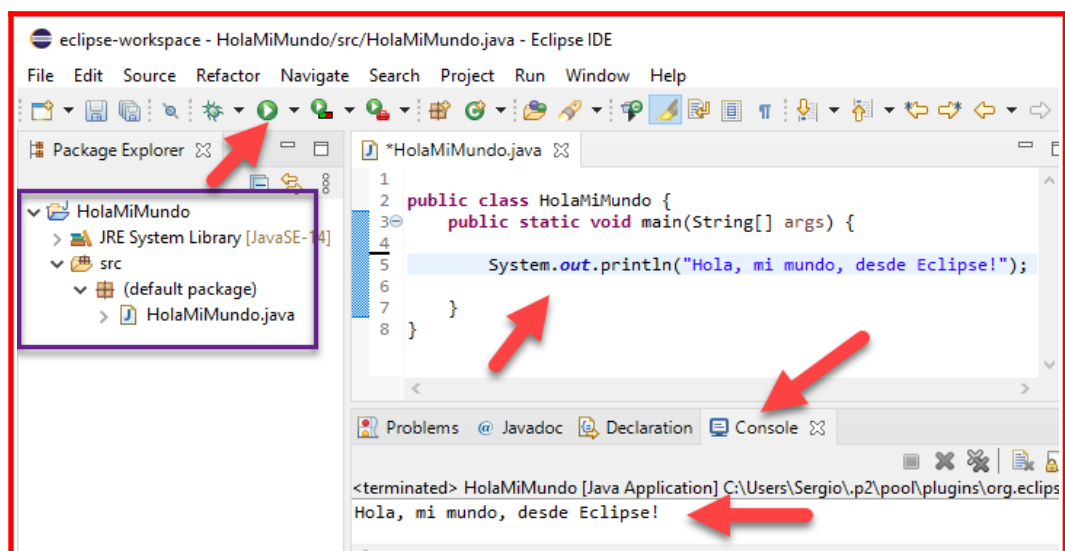 eclipse-workspace - HolaMiMundo/src/HolaMiMundo.java - Eclipse IDE
File Edit Source Refactor Navigate Search Project Run Window Help
Package Explorer
HolaMiMundo
JRE System Library [JavaSE-14]
src
(default package)
HolaMiMundo.java
*HolaMiMundo.java
1
2 public class HolaMiMundo {
3 public static void main(String[] args) {
4
5 System.out.println("Hola, mi mundo, desde Eclipse!");
6
7 }
8 }
Problems @ Javadoc Declaration Console
<terminated> HolaMiMundo [Java Application] C:\Users\Sergio\.p2\pool\plugins\org.eclips
Hola, mi mundo, desde Eclipse!